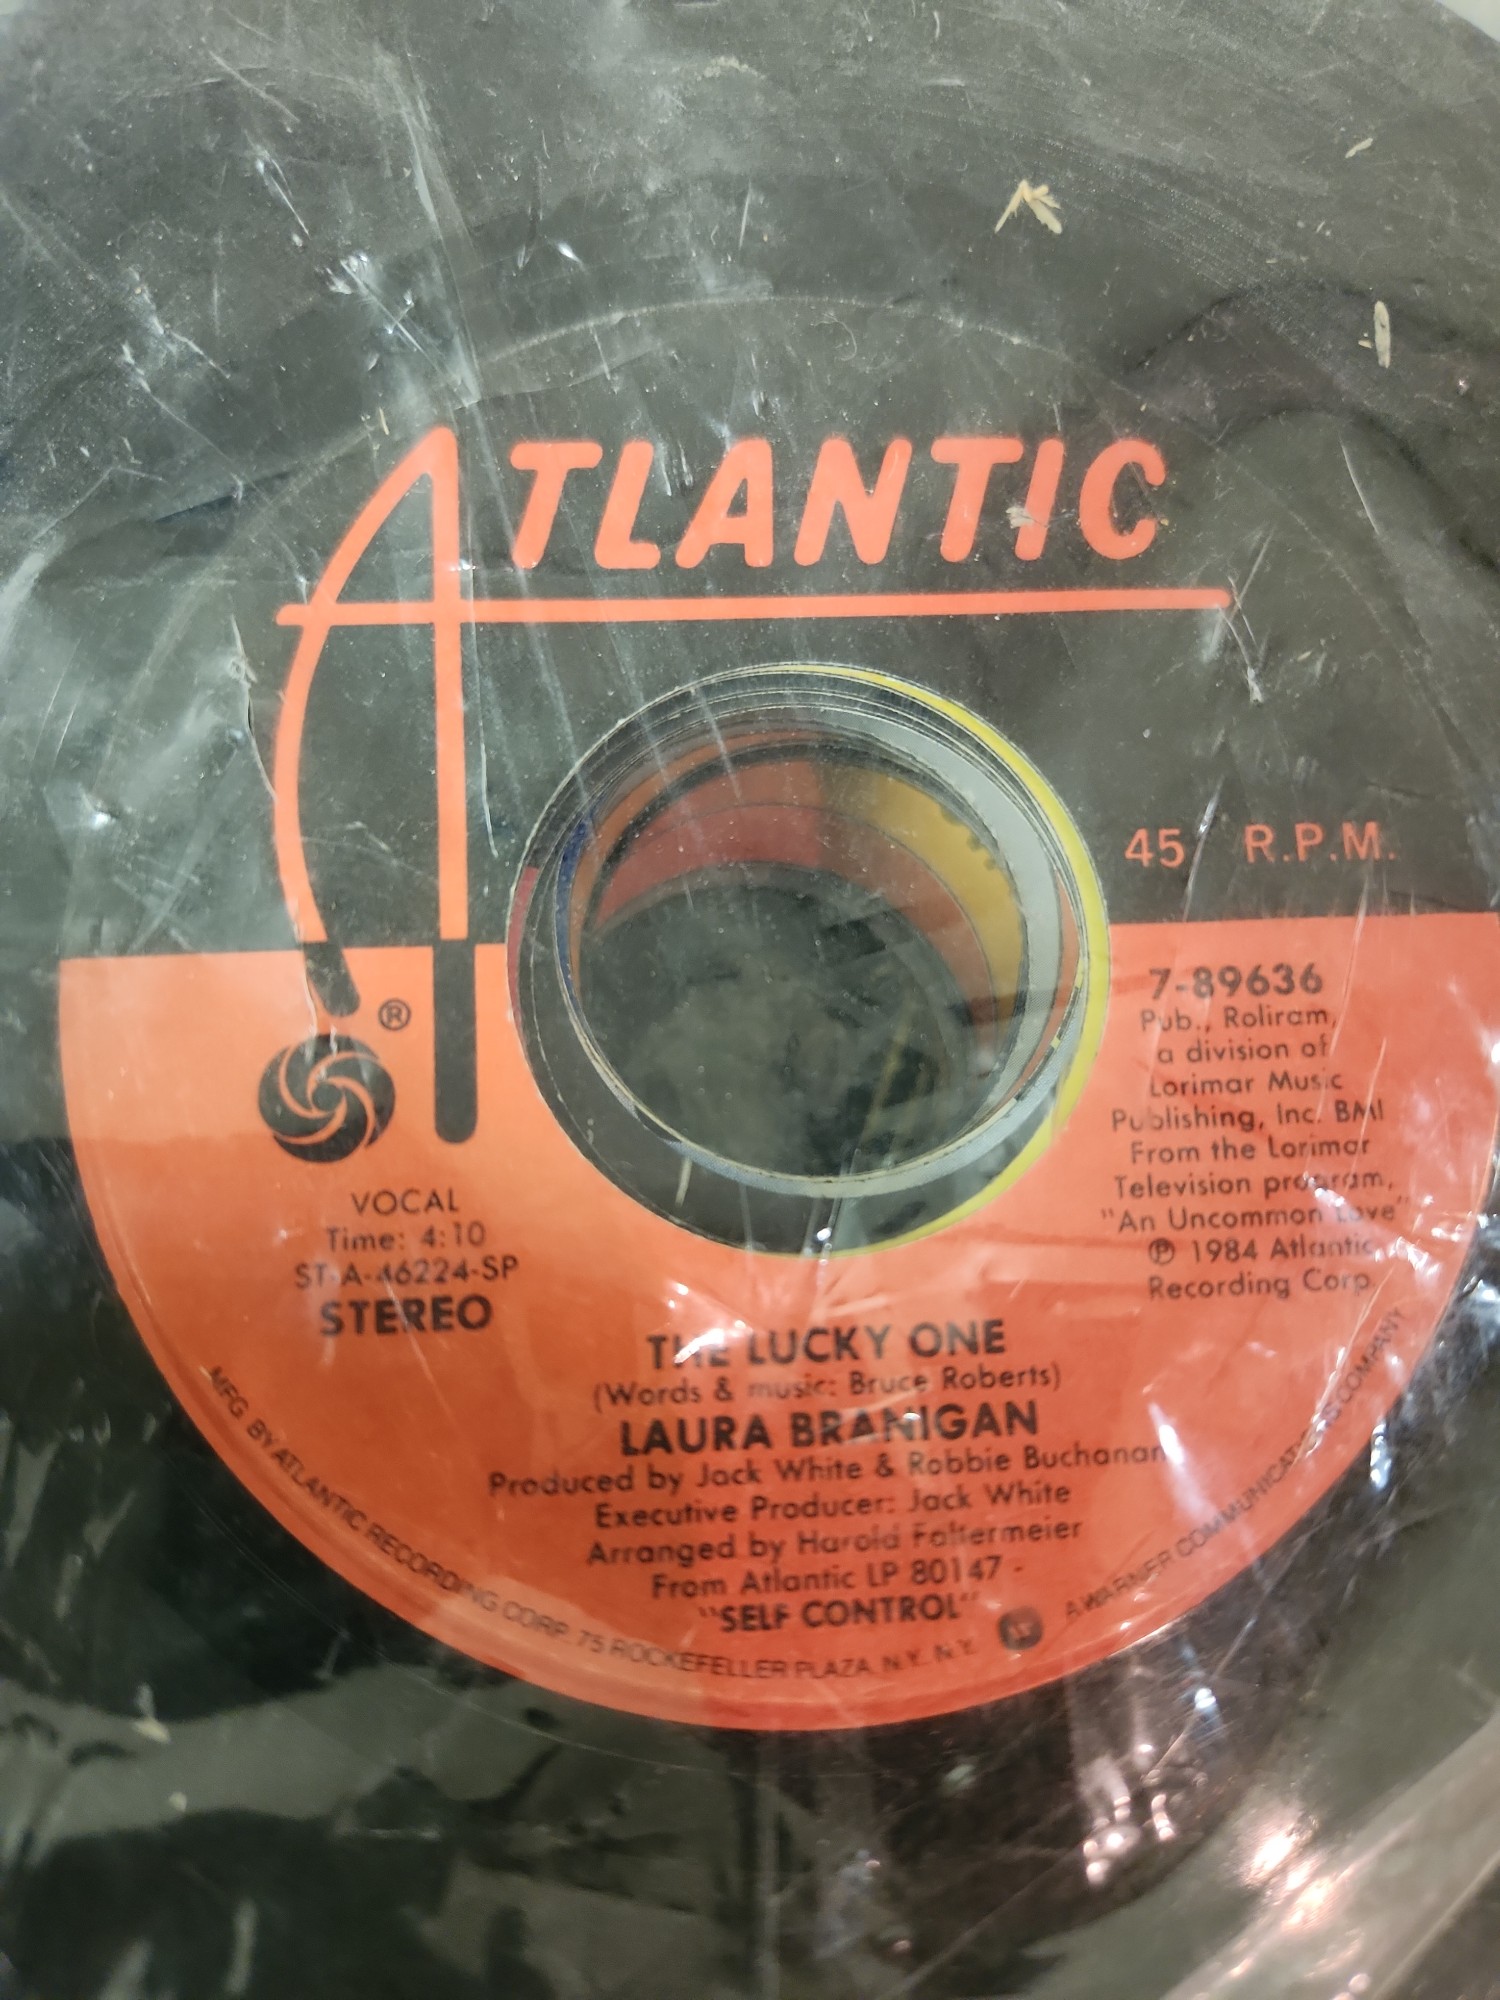 ATLANTIC
45 R.P.M.
®
7-89636
Pub., Roliram,
a division of
Lorimar Music
Publishing, Inc. BMI
From the Lorimar
Television program,
"An Uncommon Love"
℗ 1984 Atlantic
Recording Corp.
VOCAL
Time: 4:10
ST-A-46224-SP
STEREO
THE LUCKY ONE
(Words & music: Bruce Roberts)
LAURA BRANIGAN
Produced by Jack White & Robbie Buchanan
Executive Producer: Jack White
Arranged by Harold Faltermeier
From Atlantic LP 80147 -
"SELF CONTROL"
MFG BY ATLANTIC RECORDING CORP. 75 ROCKEFELLER PLAZA N.Y. N.Y. A WARNER COMMUNICATIONS COMPANY